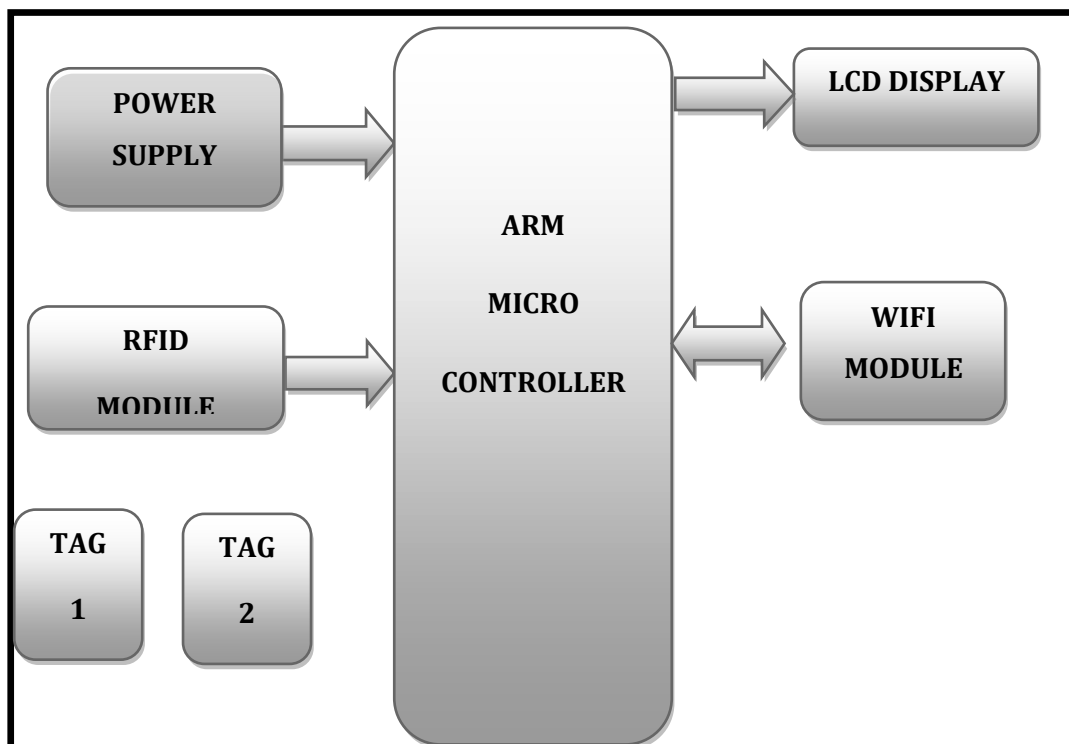 POWER
SUPPLY
LCD DISPLAY
ARM
MICRO
CONTROLLER
RFID
MODULE
WIFI
MODULE
TAG
1
TAG
2